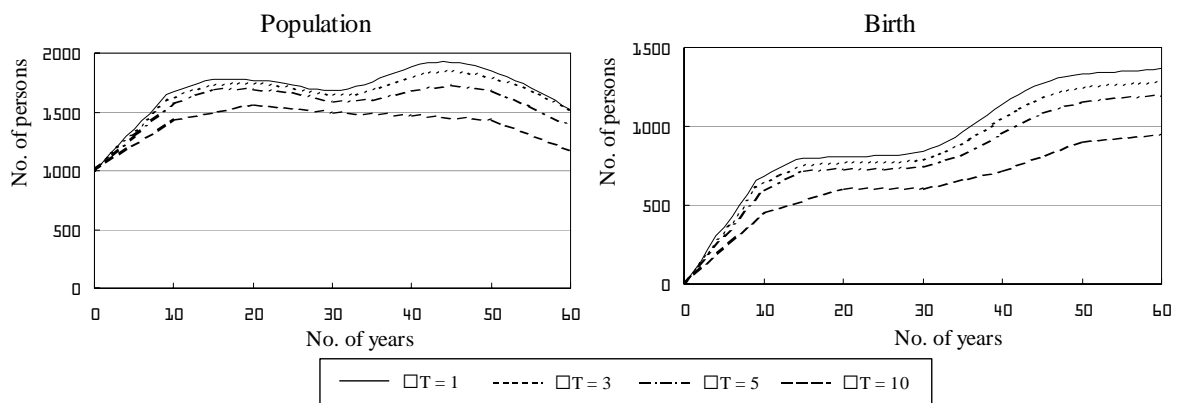 Population
No. of persons
2000
1500
1000
500
0
0 10 20 30 40 50 60
No. of years
Birth
No. of persons
1500
1000
500
0
0 10 20 30 40 50 60
No. of years
□T = 1 □T = 3 □T = 5 □T = 10